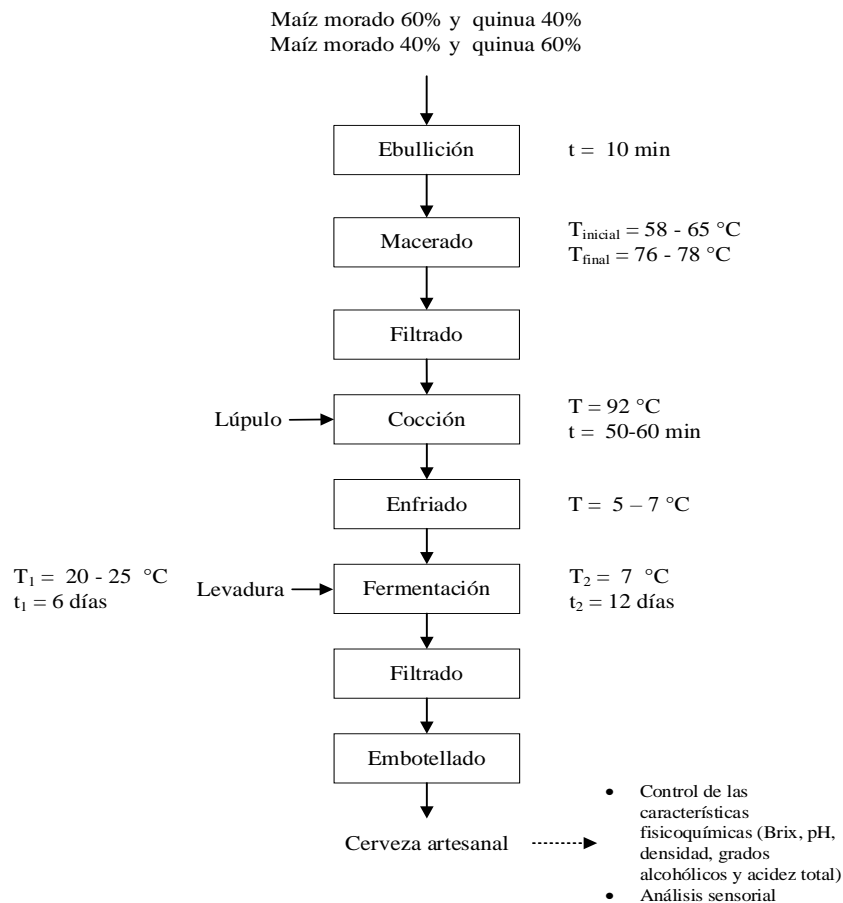 Maíz morado 60% y quinua 40%
Maíz morado 40% y quinua 60%
Ebullición
t = 10 min
Macerado
T_inicial = 58 - 65 °C
T_final = 76 - 78 °C
Filtrado
Lúpulo
Cocción
T = 92 °C
t = 50-60 min
Enfriado
T = 5 – 7 °C
T₁ = 20 - 25 °C
t₁ = 6 días
Levadura
Fermentación
T₂ = 7 °C
t₂ = 12 días
Filtrado
Embotellado
Cerveza artesanal
• Control de las
características
fisicoquímicas (Brix, pH,
densidad, grados
alcohólicos y acidez total)
• Análisis sensorial